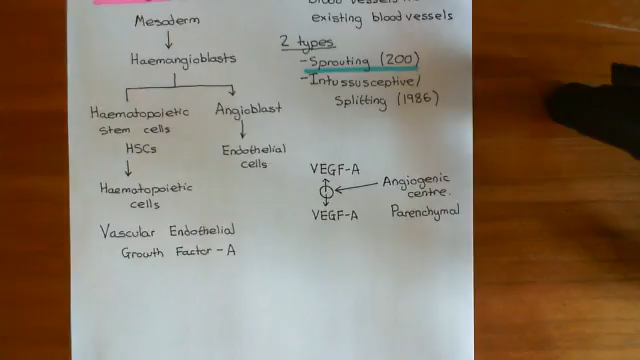 Mesoderm
Haemangioblasts
Haematopoietic
Stem cells
HSCs
Haematopoietic
cells
Angioblast
Endothelial
cells
Vascular Endothelial
Growth Factor - A
existing blood vessels
2 types
- Sprouting (200)
- Intussusceptive/
Splitting (1986)
VEGF-A
Angiogenic
centre.
VEGF-A
Parenchymal